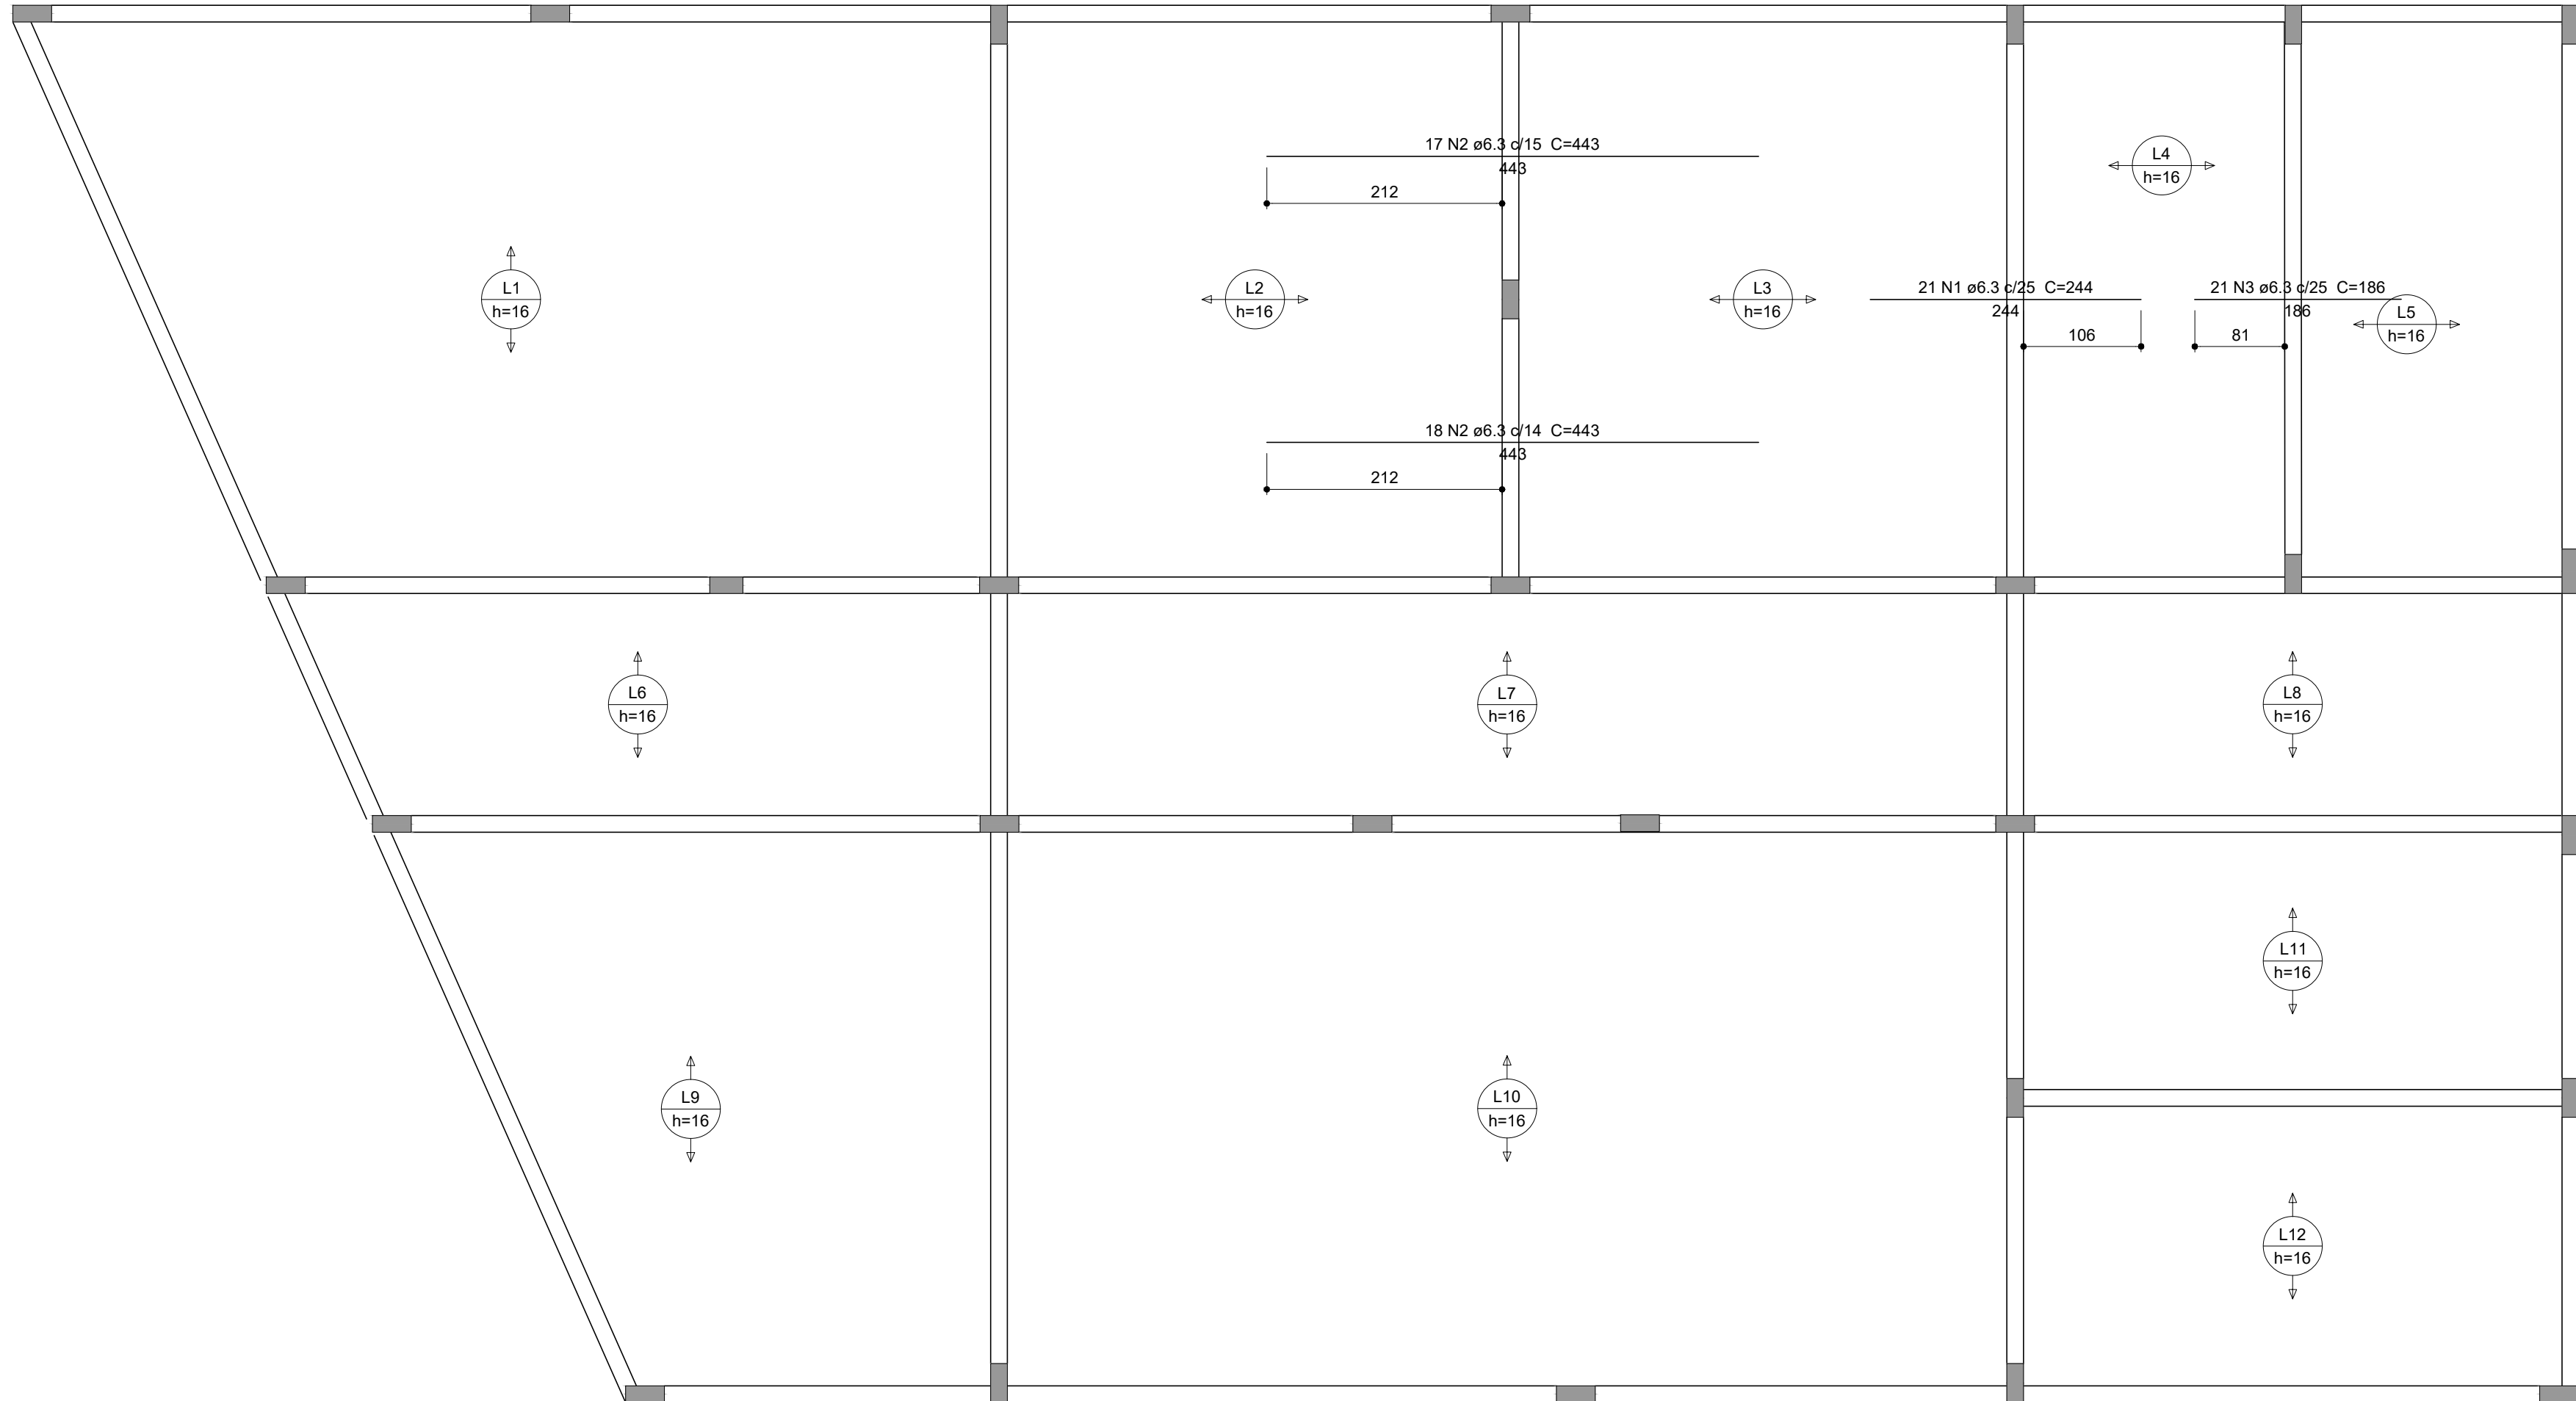 17 N2 ø6.3 c/15 C=443
443
212
L4
h=16
L1
h=16
L2
h=16
L3
h=16
21 N1 ø6.3 c/25 C=244
244
106
21 N3 ø6.3 c/25 C=186
186
81
L5
h=16
18 N2 ø6.3 c/14 C=443
443
212
L6
h=16
L7
h=16
L8
h=16
L11
h=16
L9
h=16
L10
h=16
L12
h=16